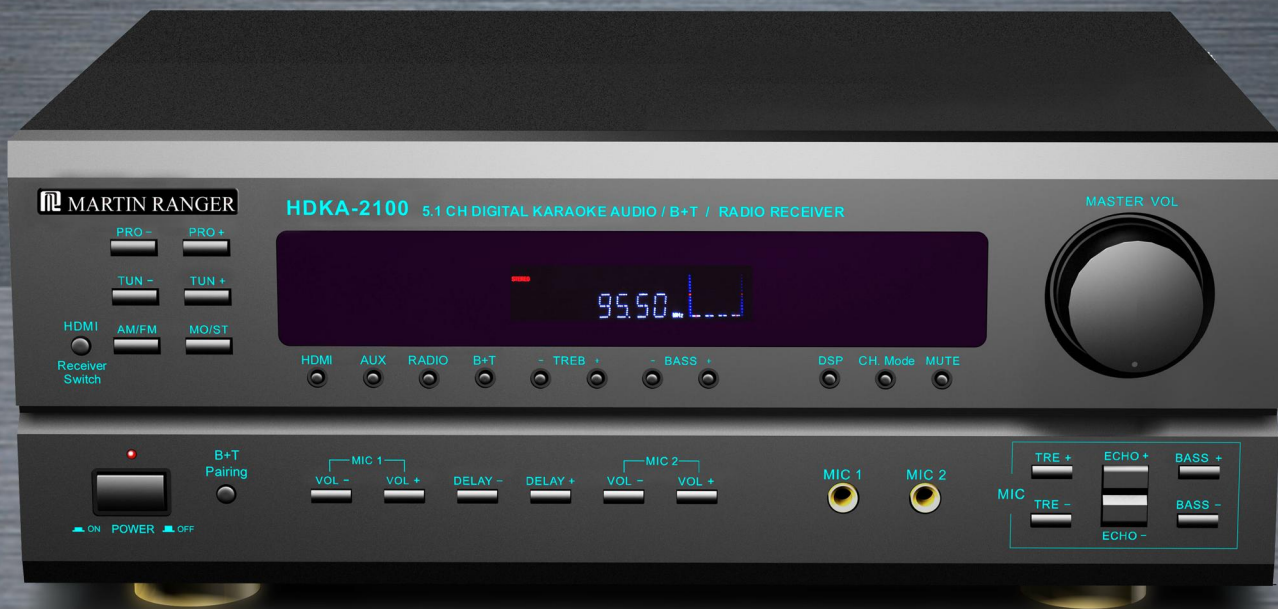 MARTIN RANGER
HDKA-2100 5.1 CH DIGITAL KARAOKE AUDIO / B+T / RADIO RECEIVER
MASTER VOL
PRO - PRO +
TUN - TUN +
HDMI AM/FM MO/ST
Receiver
Switch
STEREO
95.50 MHz
HDMI AUX RADIO B+T - TREB + - BASS + DSP CH. Mode MUTE
B+T
Pairing
ON POWER OFF
MIC 1
VOL - VOL +
DELAY - DELAY +
MIC 2
VOL - VOL +
MIC 1 MIC 2
MIC
TRE + ECHO + BASS +
TRE - BASS -
ECHO -